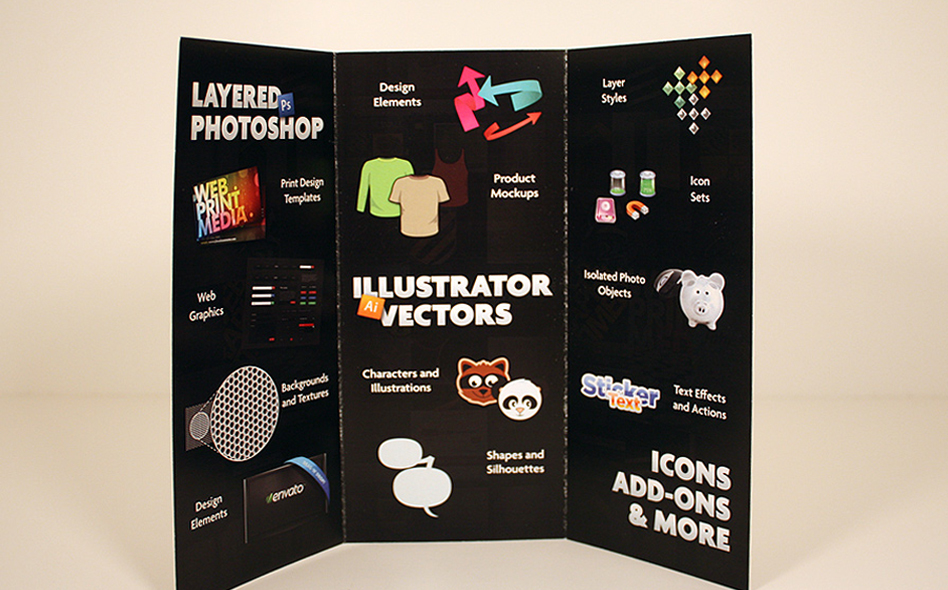 LAYERED
Ps
PHOTOSHOP
WEB
PRINT
MEDIA.
Print Design
Templates
Web
Graphics
Backgrounds
and Textures
envato
Design
Elements
Design
Elements
Product
Mockups
ILLUSTRATOR
Ai
VECTORS
Characters and
Illustrations
Shapes and
Silhouettes
Layer
Styles
Icon
Sets
Isolated Photo
Objects
Sticker
Text
Text Effects
and Actions
ICONS
ADD-ONS
& MORE